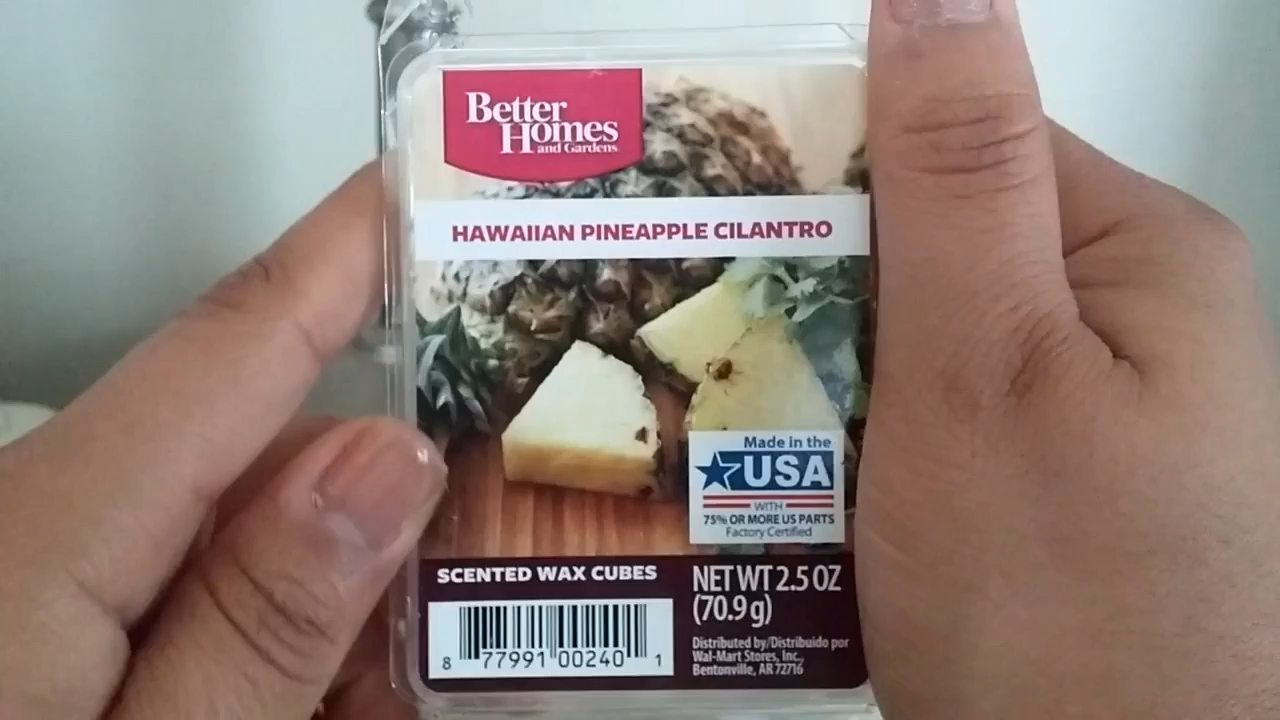 Better
Homes
and Gardens
HAWAIIAN PINEAPPLE CILANTRO
Made in the
USA
WITH
75% OR MORE US PARTS
Factory Certified
SCENTED WAX CUBES
NET WT 2.5 OZ
(70.9 g)
8 77991 00240 1
Distributed by/Distribuido por
Wal-Mart Stores, Inc.,
Bentonville, AR 72716